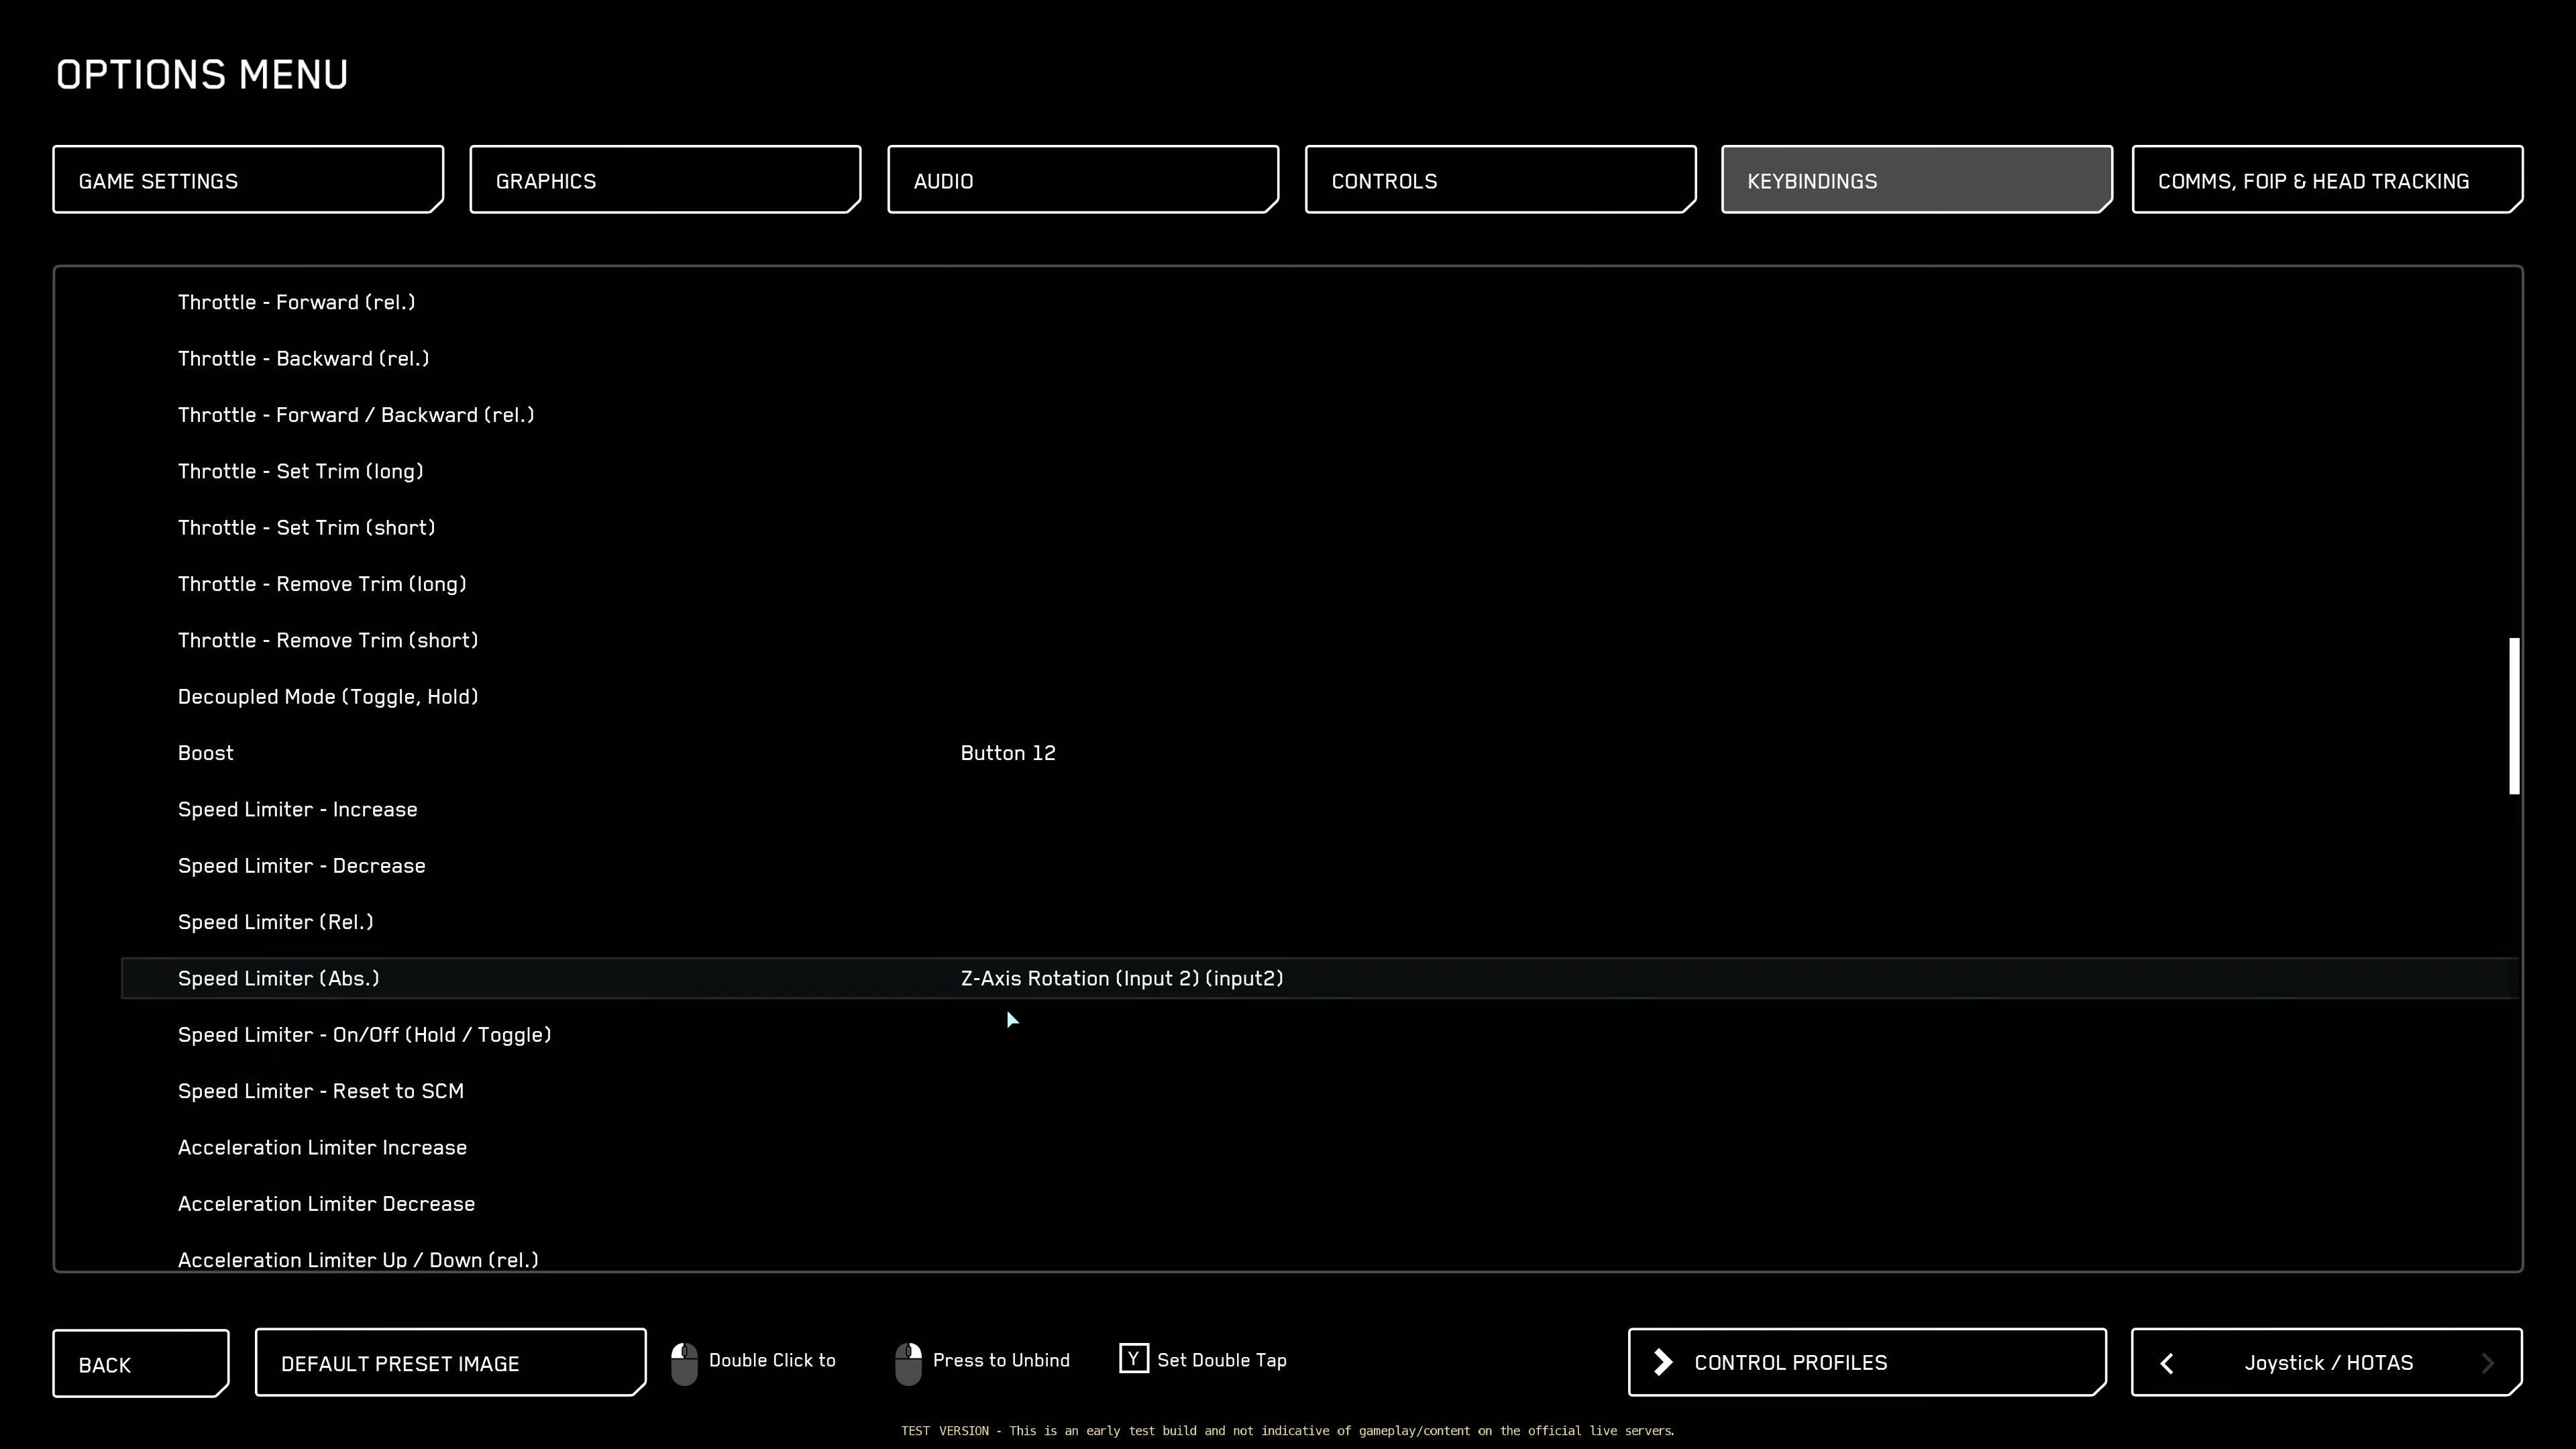 OPTIONS MENU
GAME SETTINGS
GRAPHICS
AUDIO
CONTROLS
KEYBINDINGS
COMMS, FOIP & HEAD TRACKING
Throttle - Forward (rel.)
Throttle - Backward (rel.)
Throttle - Forward / Backward (rel.)
Throttle - Set Trim (long)
Throttle - Set Trim (short)
Throttle - Remove Trim (long)
Throttle - Remove Trim (short)
Decoupled Mode (Toggle, Hold)
Boost Button 12
Speed Limiter - Increase
Speed Limiter - Decrease
Speed Limiter (Rel.)
Speed Limiter (Abs.) Z-Axis Rotation (Input 2) (input2)
Speed Limiter - On/Off (Hold / Toggle)
Speed Limiter - Reset to SCM
Acceleration Limiter Increase
Acceleration Limiter Decrease
Acceleration Limiter Up / Down (rel.)
BACK
DEFAULT PRESET IMAGE
Double Click to
Press to Unbind
Y Set Double Tap
CONTROL PROFILES
Joystick / HOTAS
TEST VERSION - This is an early test build and not indicative of gameplay/content on the official live servers.